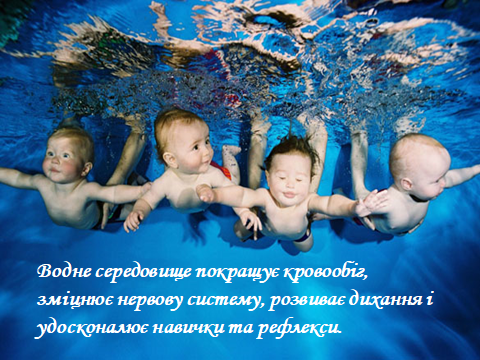 Водне середовище покращує кровообіг,
зміцнює нервову систему, розвиває дихання і
удосконалює навички та рефлекси.